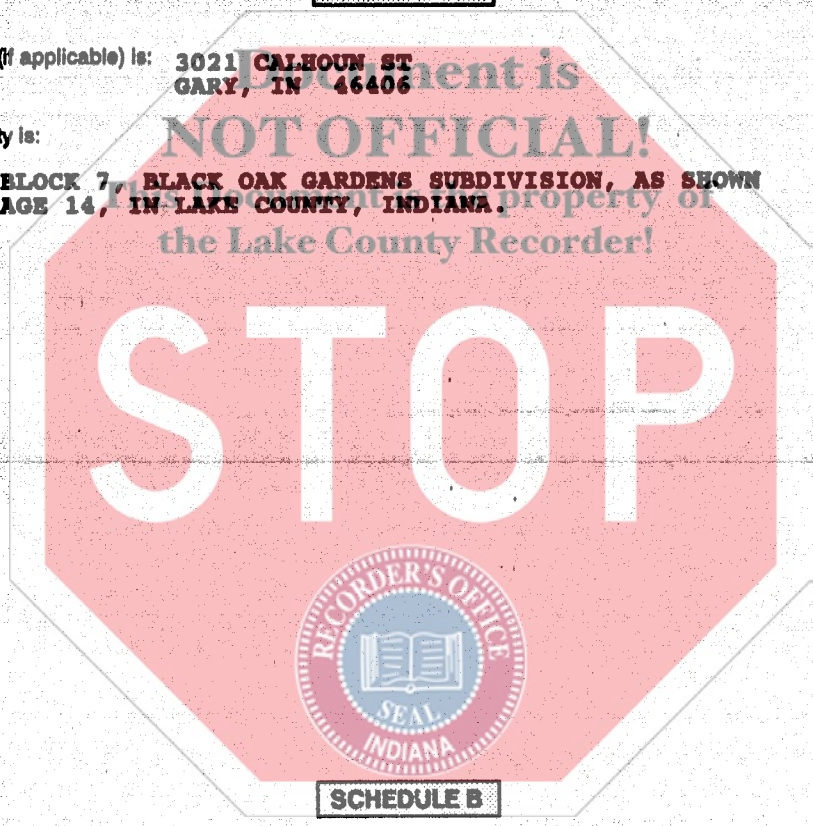 (if applicable) is: 3021 CALHOUN ST
GARY, IN 46406
Document is
NOT OFFICIAL!
ty is:
BLOCK 7, BLACK OAK GARDENS SUBDIVISION, AS SHOWN
AGE 14, IN LAKE COUNTY, INDIANA.
This Document is the property of
the Lake County Recorder!
STOP
RECORDER'S OFFICE
SEAL
INDIANA
SCHEDULE B